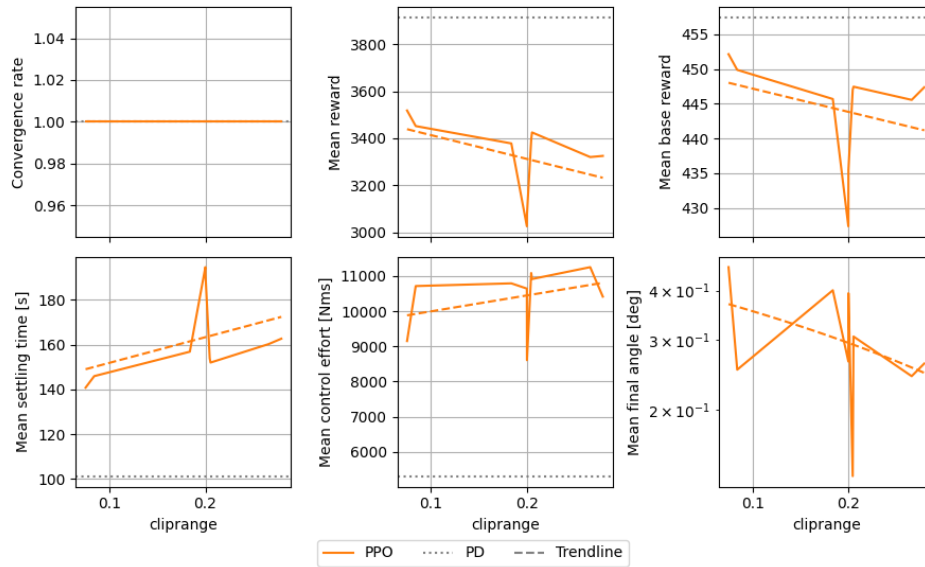 Convergence rate
1.04
1.02
1.00
0.98
0.96
Mean reward
3800
3600
3400
3200
3000
Mean base reward
455
450
445
440
435
430
Mean settling time [s]
180
160
140
120
100
0.1
0.2
cliprange
Mean control effort [Nms]
11000
10000
9000
8000
7000
6000
0.1
0.2
cliprange
Mean final angle [deg]
4 × 10⁻¹
3 × 10⁻¹
2 × 10⁻¹
0.1
0.2
cliprange
PPO
PD
Trendline